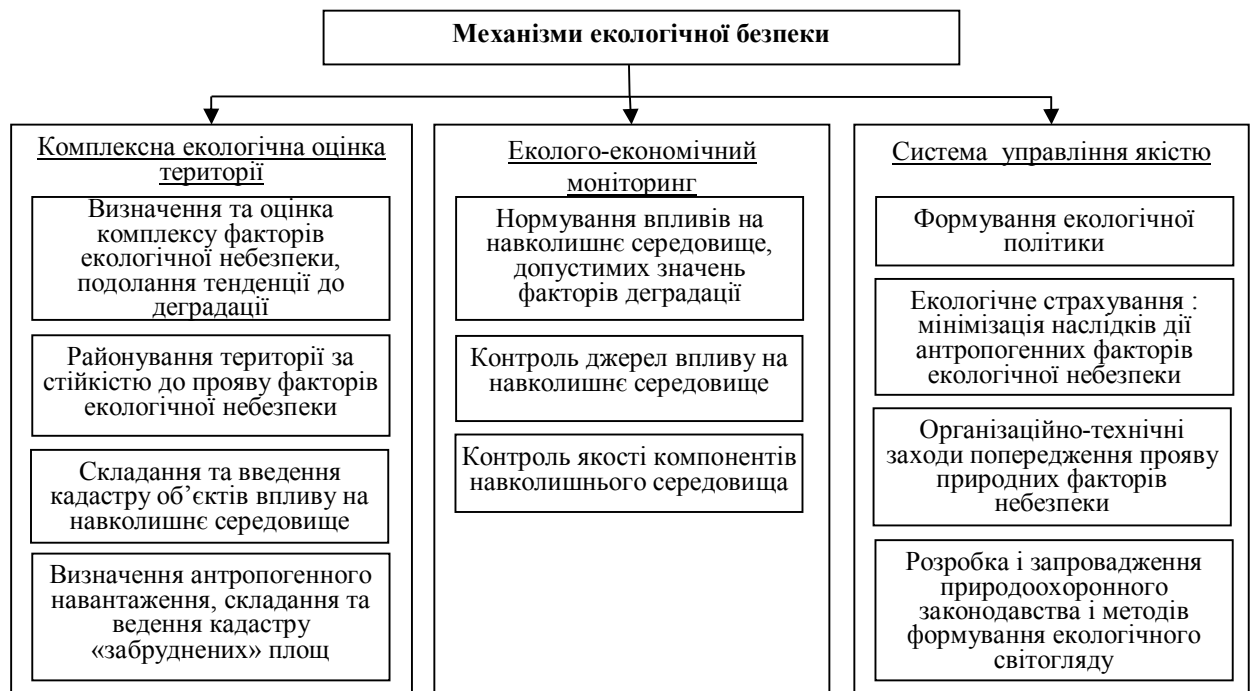 Механізми екологічної безпеки
Комплексна екологічна оцінка
території
Визначення та оцінка
комплексу факторів
екологічної небезпеки,
подолання тенденції до
деградації
Районування території за
стійкістю до прояву факторів
екологічної небезпеки
Складання та введення
кадастру об’єктів впливу на
навколишнє середовище
Визначення антропогенного
навантаження, складання та
ведення кадастру
«забруднених» площ
Еколого-економічний
моніторинг
Нормування впливів на
навколишнє середовище,
допустимих значень
факторів деградації
Контроль джерел впливу на
навколишнє середовище
Контроль якості компонентів
навколишнього середовища
Система управління якістю
Формування екологічної
політики
Екологічне страхування :
мінімізація наслідків дії
антропогенних факторів
екологічної небезпеки
Організаційно-технічні
заходи попередження прояву
природних факторів
небезпеки
Розробка і запровадження
природоохоронного
законодавства і методів
формування екологічного
світогляду